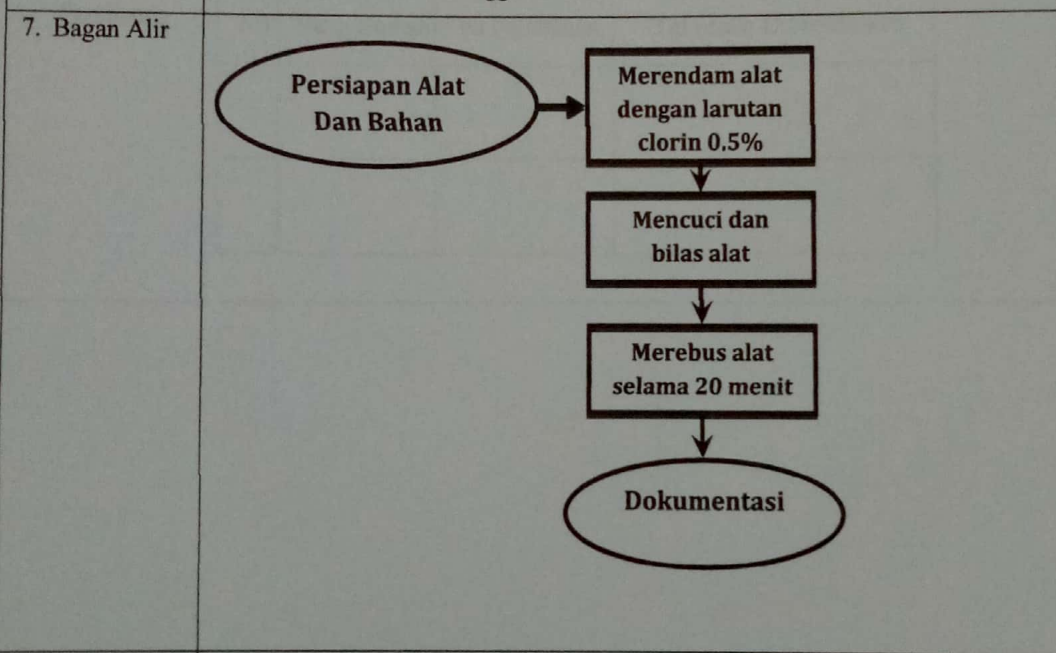 7. Bagan Alir
Persiapan Alat
Dan Bahan
Merendam alat
dengan larutan
clorin 0.5%
Mencuci dan
bilas alat
Merebus alat
selama 20 menit
Dokumentasi